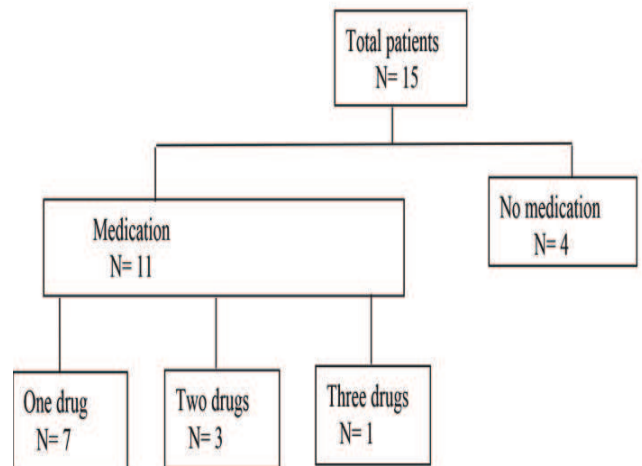 Total patients
N= 15
No medication
N= 4
Medication
N= 11
One drug
N= 7
Two drugs
N= 3
Three drugs
N= 1